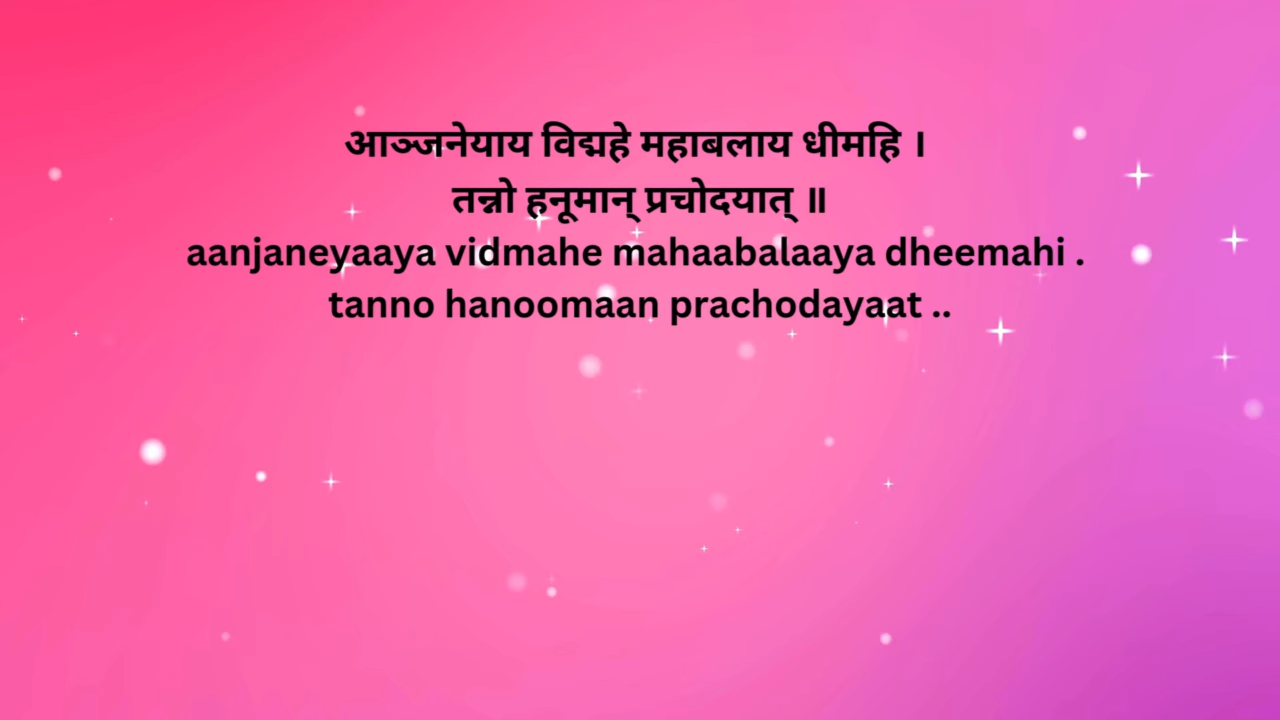 आञ्जनेयाय विद्महे महाबलाय धीमहि ।
तन्नो हनूमान् प्रचोदयात् ॥
aanjaneyaaya vidmahe mahaabalaaya dheemahi .
tanno hanoomaan prachodayaat ..